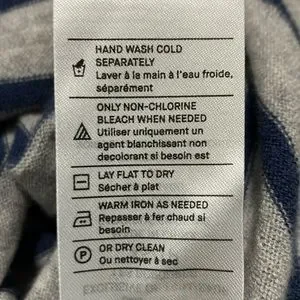 HAND WASH COLD
SEPARATELY
Laver à la main à l'eau froide,
séparément
ONLY NON-CHLORINE
BLEACH WHEN NEEDED
Utiliser uniquement un
agent blanchissant non
decolorant si besoin est
LAY FLAT TO DRY
Sécher à plat
WARM IRON AS NEEDED
Repasser à fer chaud si
besoin
P
OR DRY CLEAN
Ou nettoyer à sec